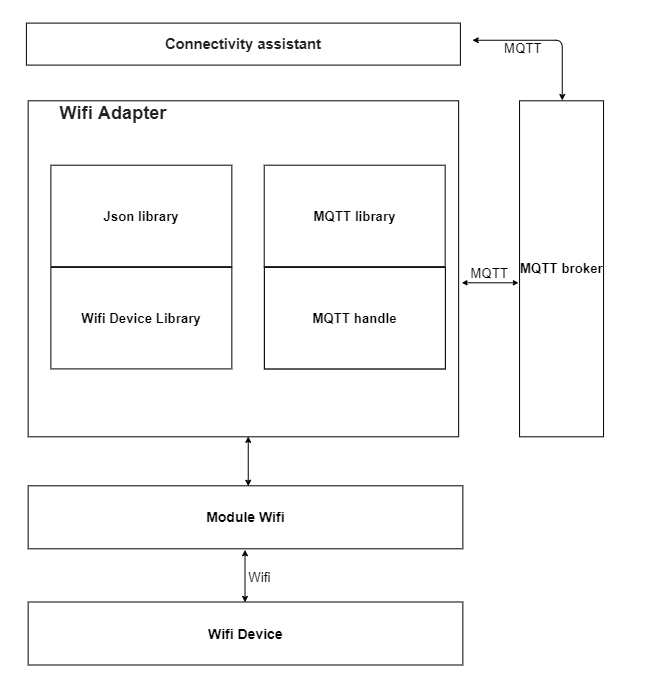 Connectivity assistant
MQTT
Wifi Adapter
Json library
MQTT library
MQTT
MQTT broker
Wifi Device Library
MQTT handle
Module Wifi
Wifi
Wifi Device